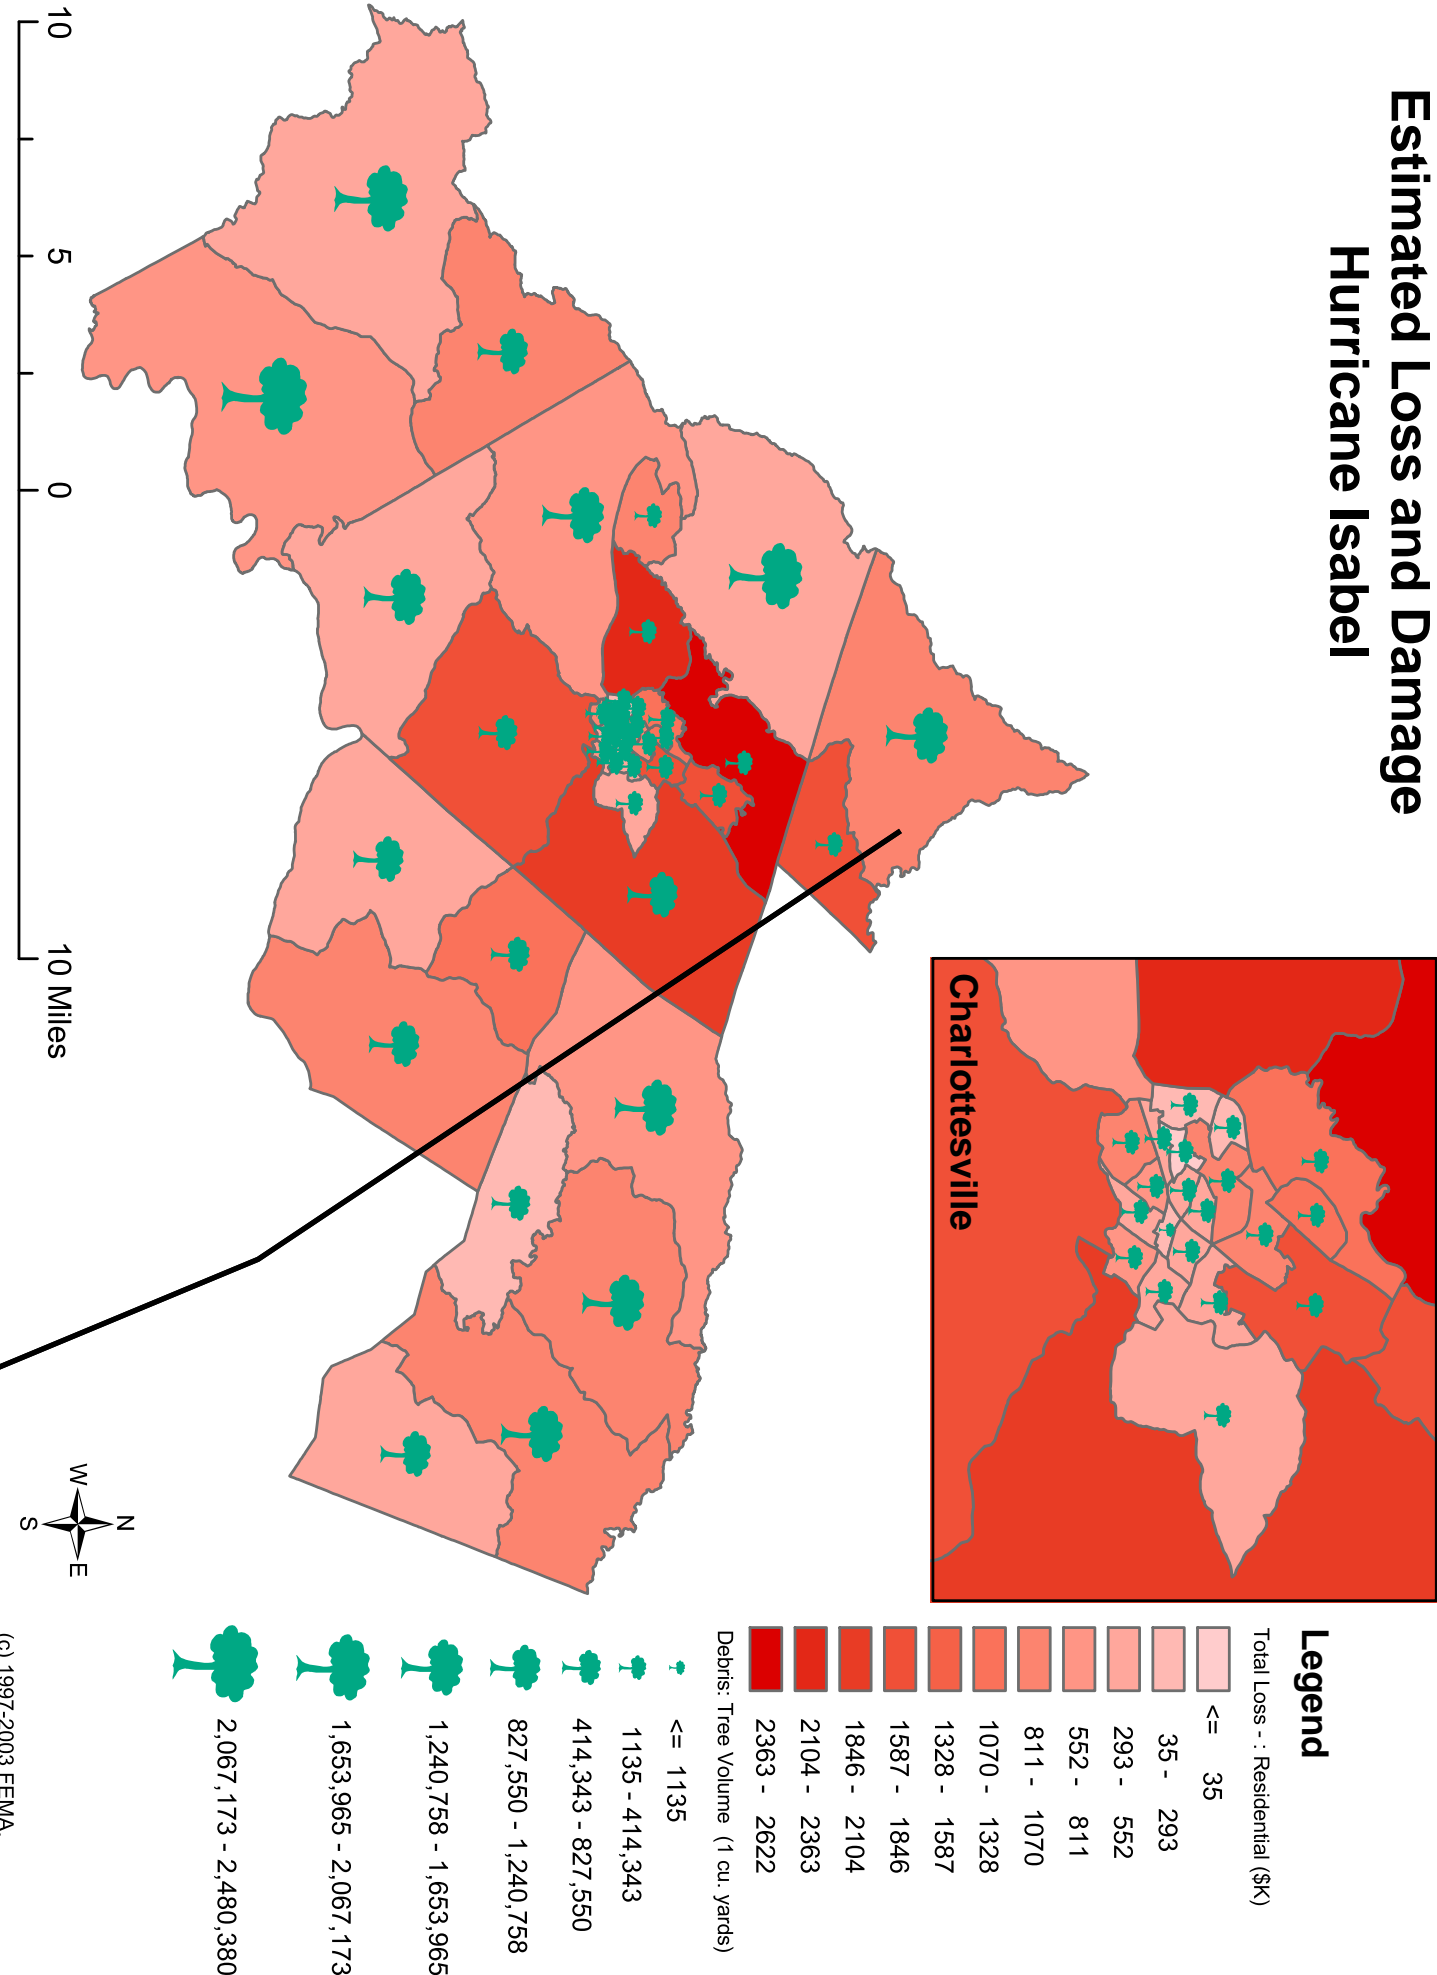 Estimated Loss and Damage
Hurricane Isabel
Charlottesville
Legend
Total Loss - : Residential ($K)
<= 35
35 - 293
293 - 552
552 - 811
811 - 1070
1070 - 1328
1328 - 1587
1587 - 1846
1846 - 2104
2104 - 2363
2363 - 2622
Debris: Tree Volume (1 cu. yards)
<= 1135
1135 - 414,343
414,343 - 827,550
827,550 - 1,240,758
1,240,758 - 1,653,965
1,653,965 - 2,067,173
2,067,173 - 2,480,380
N
W
E
S
10 5 0 10 Miles
(c) 1997-2003 FEMA.